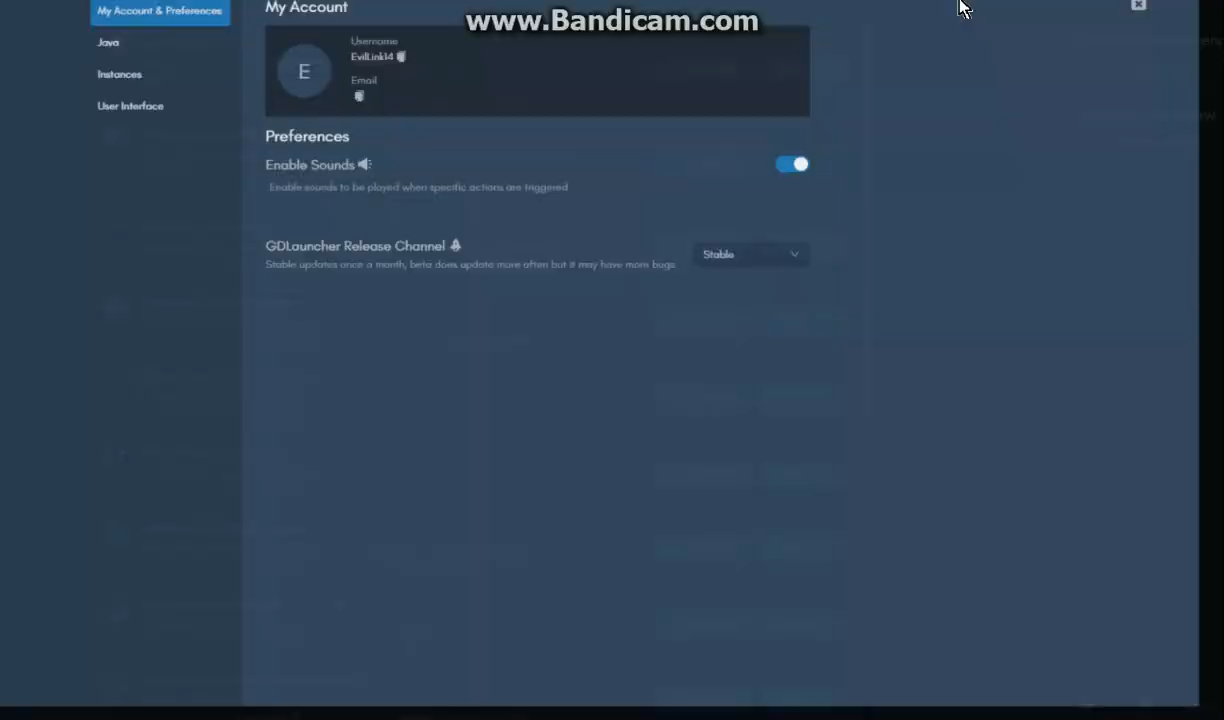 www.Bandicam.com
My Account & Preferences
Java
Instances
User Interface
My Account
E
Username
EvilLink14
Email
Preferences
Enable Sounds
Enable sounds to be played when specific actions are triggered
GDLauncher Release Channel
Stable updates once a month, beta does update more often but it may have more bugs
Stable